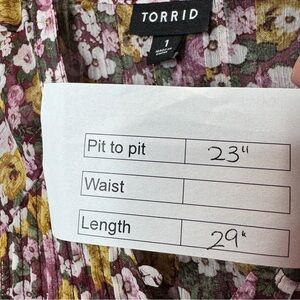 TORRID
1
Pit to pit 23"
Waist
Length 29"